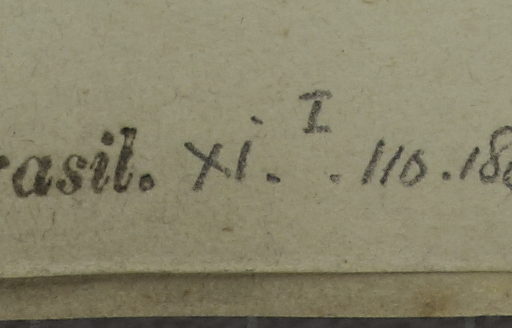 rasil. XI. I. 110. 18